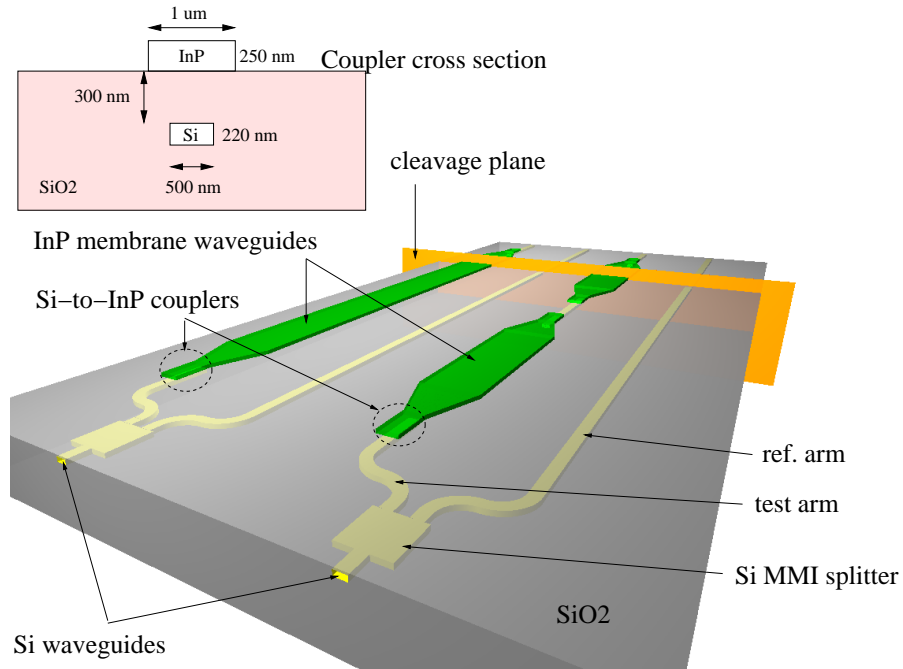 1 um
InP
250 nm
Coupler cross section
300 nm
Si
220 nm
500 nm
SiO2
cleavage plane
InP membrane waveguides
Si−to−InP couplers
ref. arm
test arm
Si MMI splitter
SiO2
Si waveguides